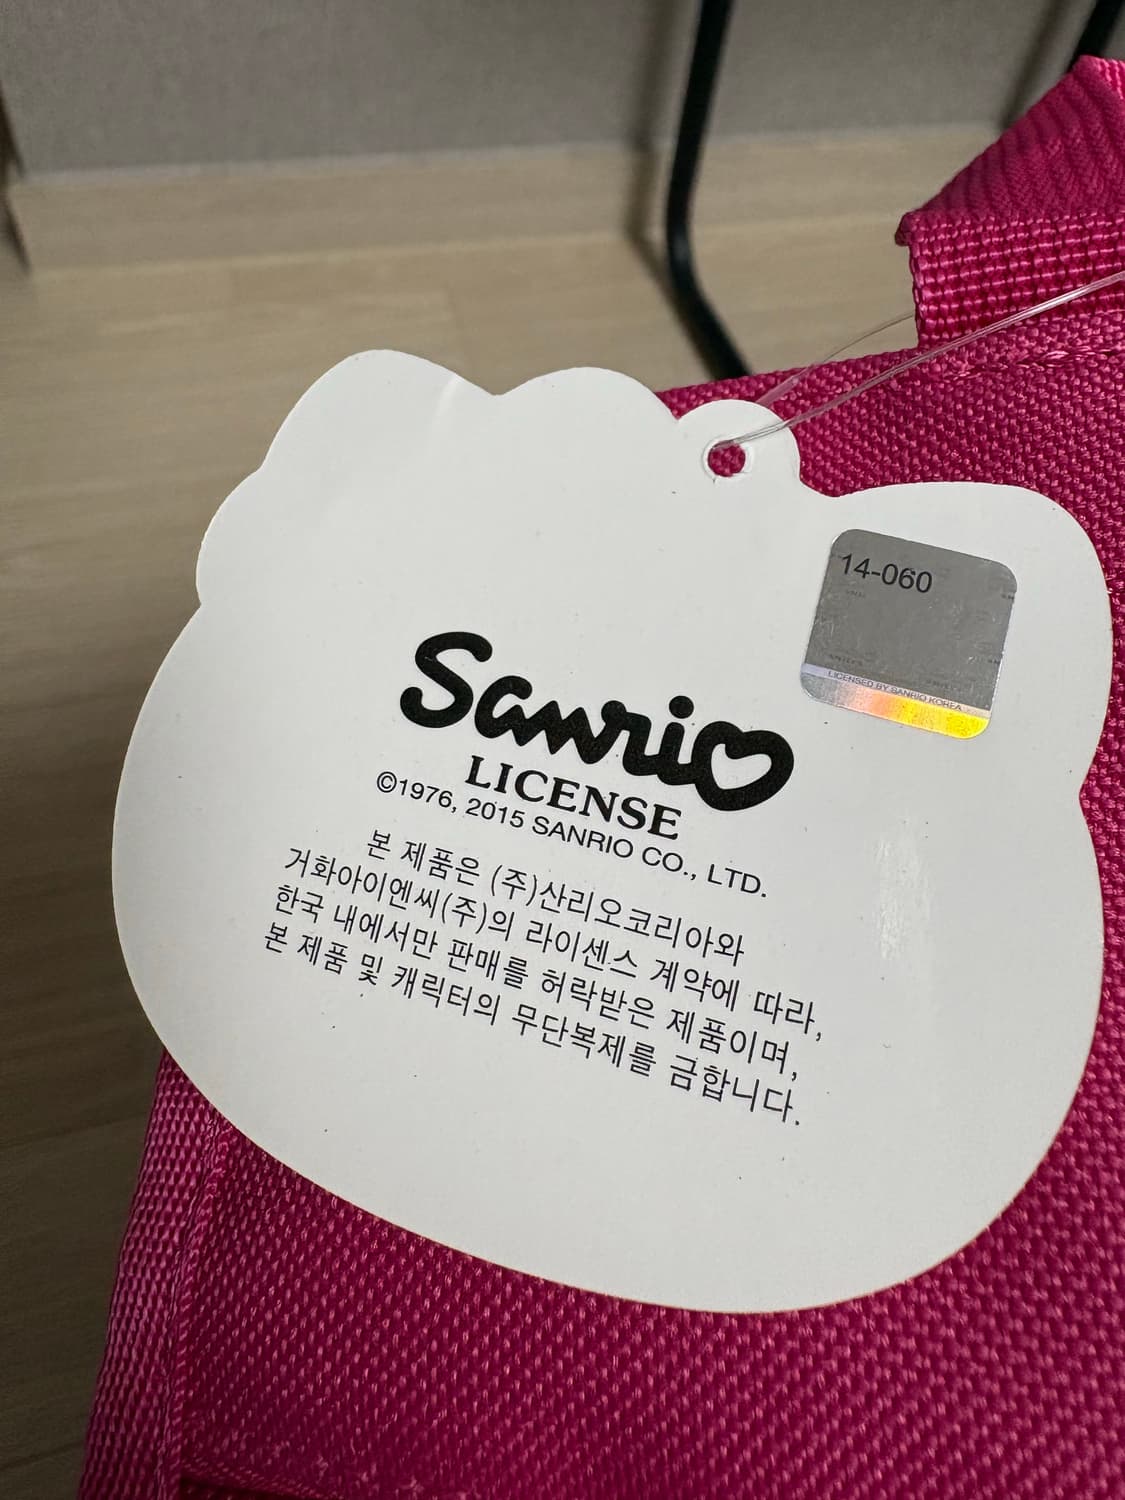 14-060
LICENSED BY SANRIO KOREA
Sanrio
LICENSE
©1976, 2015 SANRIO CO., LTD.
본 제품은 (주)산리오코리아와
거화아이엔씨(주)의 라이센스 계약에 따라,
한국 내에서만 판매를 허락받은 제품이며,
본 제품 및 캐릭터의 무단복제를 금합니다.